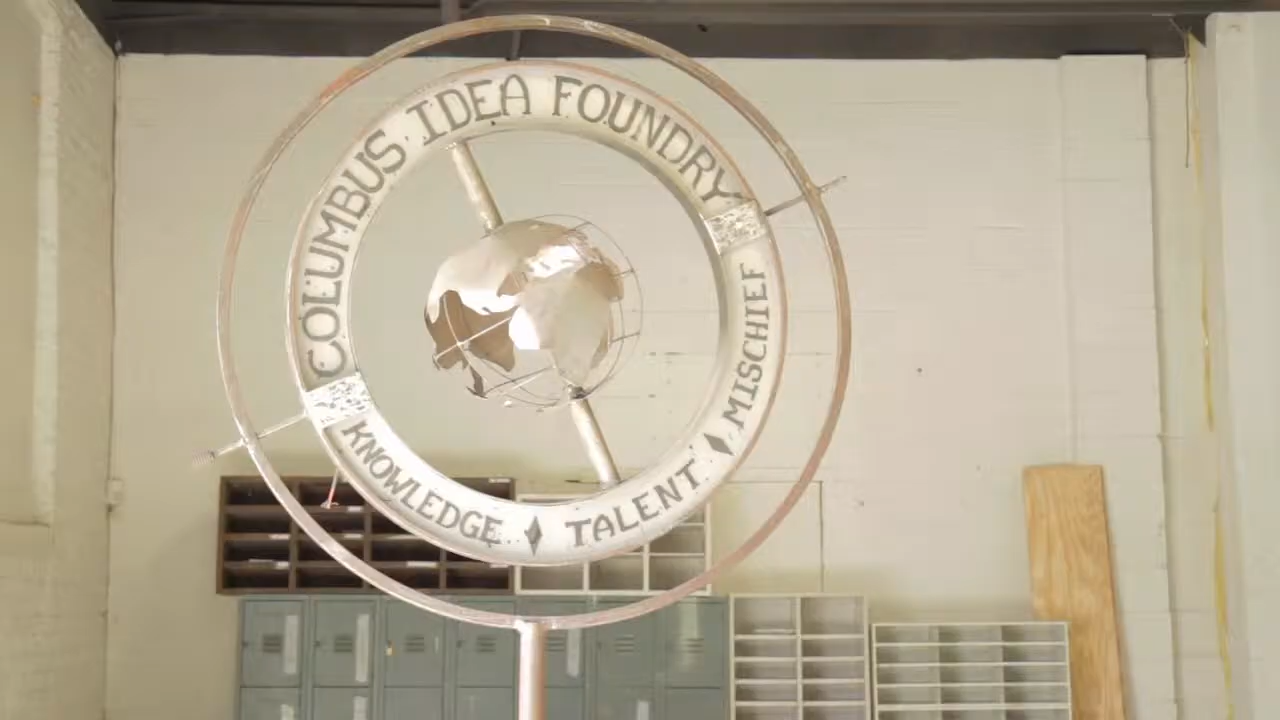 COLUMBUS IDEA FOUNDRY
KNOWLEDGE ♦ TALENT ♦ MISCHIEF